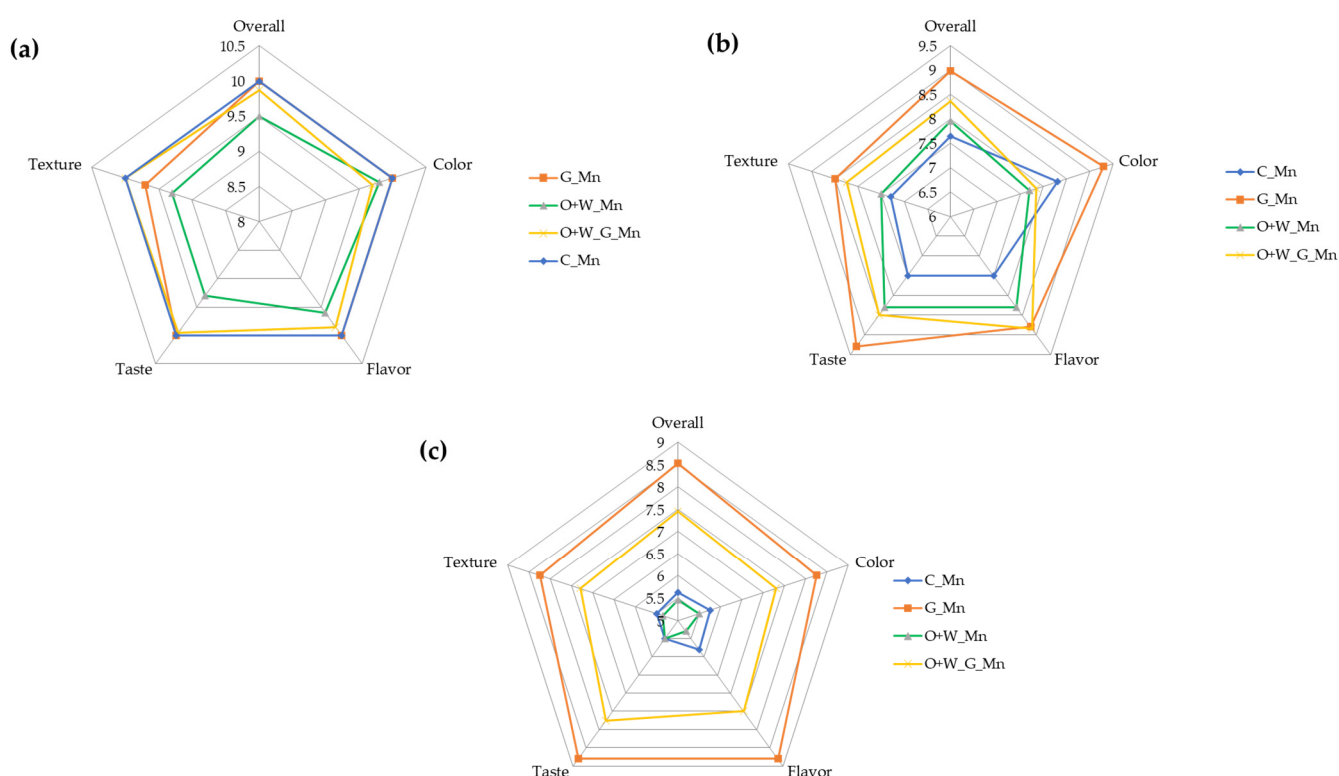 (a)
Overall
10.5
10
9.5
9
8.5
8
Color
Flavor
Taste
Texture
G_Mn
O+W_Mn
O+W_G_Mn
C_Mn
(b)
Overall
9.5
9
8.5
8
7.5
7
6.5
6
Color
Flavor
Taste
Texture
C_Mn
G_Mn
O+W_Mn
O+W_G_Mn
(c)
Overall
9
8.5
8
7.5
7
6.5
6
5.5
5
Color
Flavor
Taste
Texture
C_Mn
G_Mn
O+W_Mn
O+W_G_Mn